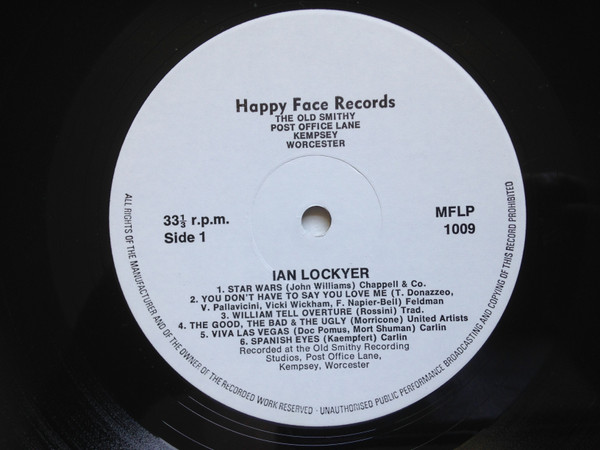 Happy Face Records
THE OLD SMITHY
POST OFFICE LANE
KEMPSEY
WORCESTER
33⅓ r.p.m.
Side 1
MFLP
1009
IAN LOCKYER
1. STAR WARS (John Williams) Chappell & Co.
2. YOU DON'T HAVE TO SAY YOU LOVE ME (T. Donazzeo,
V. Pallavicini, Vicki Wickham, F. Napier-Bell) Feldman
3. WILLIAM TELL OVERTURE (Rossini) Trad.
4. THE GOOD, THE BAD & THE UGLY (Morricone) United Artists
5. VIVA LAS VEGAS (Doc Pomus, Mort Shuman) Carlin
6. SPANISH EYES (Kaempfert) Carlin
Recorded at the Old Smithy Recording
Studios, Post Office Lane,
Kempsey, Worcester
ALL RIGHTS OF THE MANUFACTURER AND OF THE OWNER OF THE RECORDED WORK RESERVED · UNAUTHORISED PUBLIC PERFORMANCE BROADCASTING AND COPYING OF THIS RECORD PROHIBITED